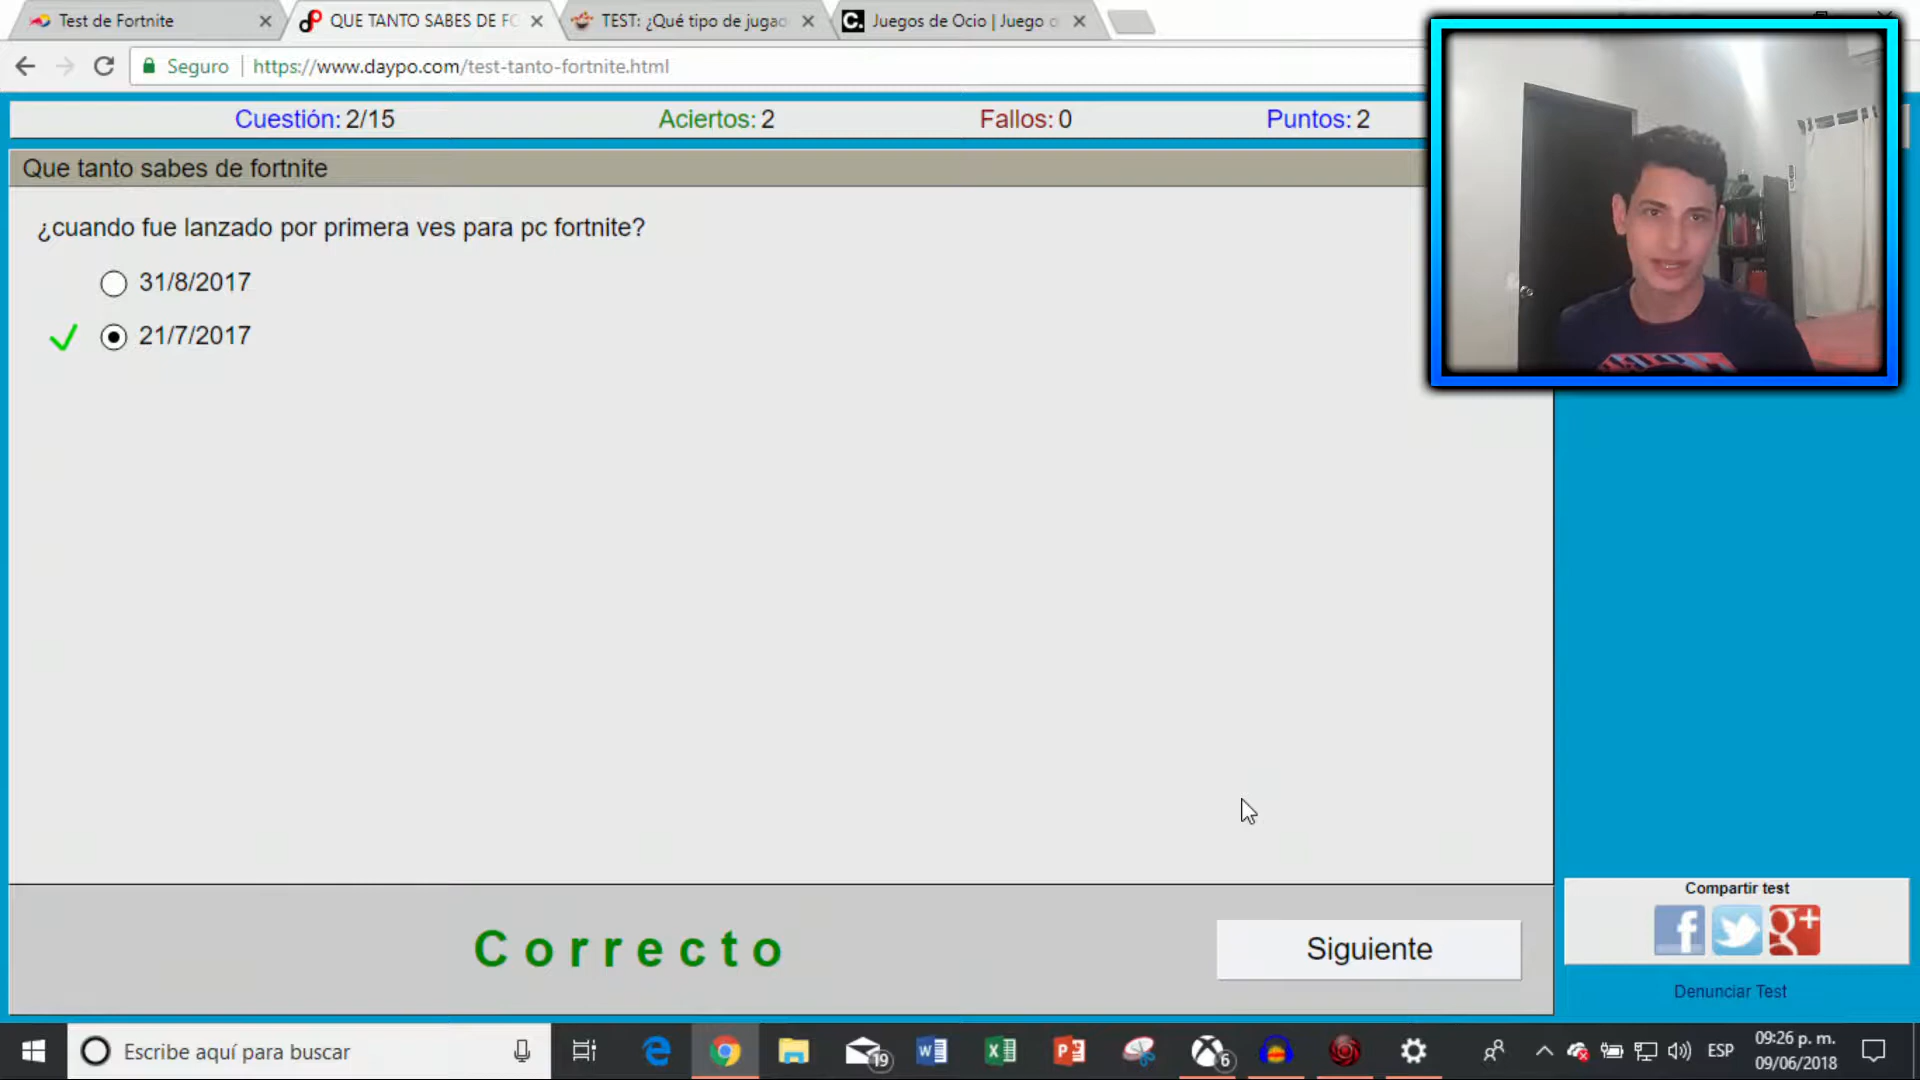 Test de Fortnite
QUE TANTO SABES DE FO
TEST: ¿Qué tipo de jugad
C. Juegos de Ocio | Juego o
Seguro
https://www.daypo.com/test-tanto-fortnite.html
Cuestión: 2/15 Aciertos: 2 Fallos: 0 Puntos: 2
Que tanto sabes de fortnite
¿cuando fue lanzado por primera ves para pc fortnite?
31/8/2017
21/7/2017
Correcto
Siguiente
Compartir test
Denunciar Test
Escribe aquí para buscar
19
6
ESP
09:26 p. m.
09/06/2018